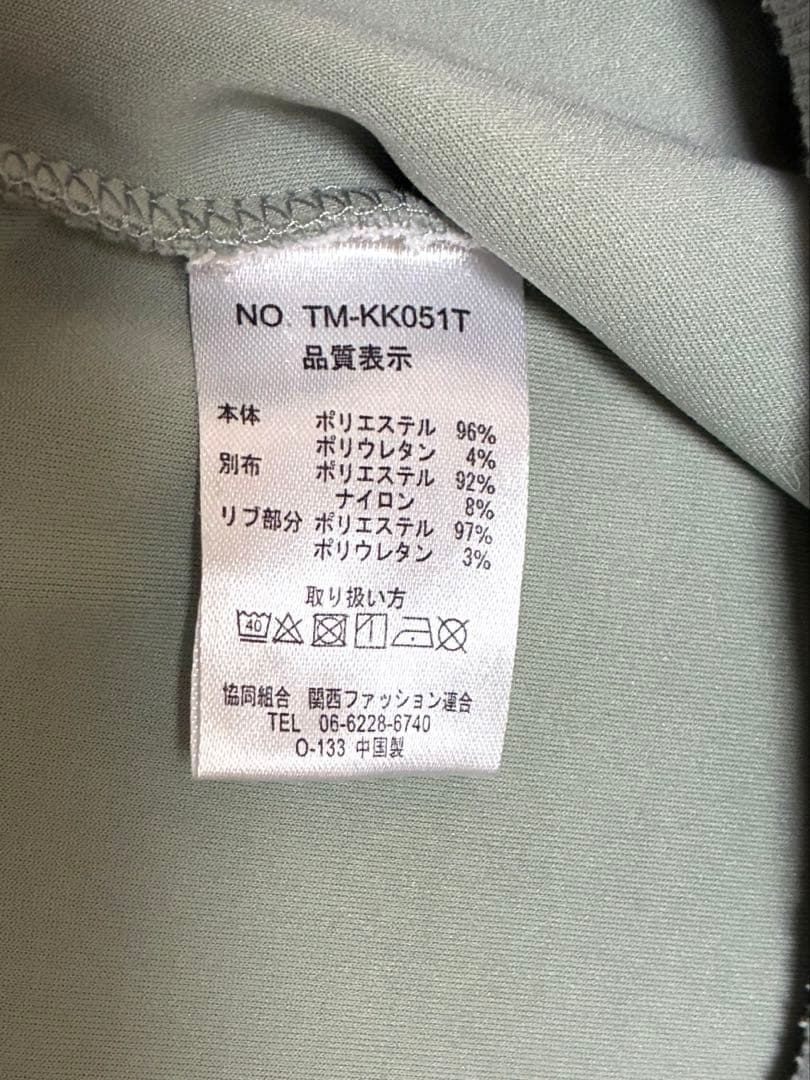 NO. TM-KK051T
品質表示
本体 ポリエステル 96%
ポリウレタン 4%
別布 ポリエステル 92%
ナイロン 8%
リブ部分 ポリエステル 97%
ポリウレタン 3%
取り扱い方
40
協同組合 関西ファッション連合
TEL 06-6228-6740
O-133 中国製